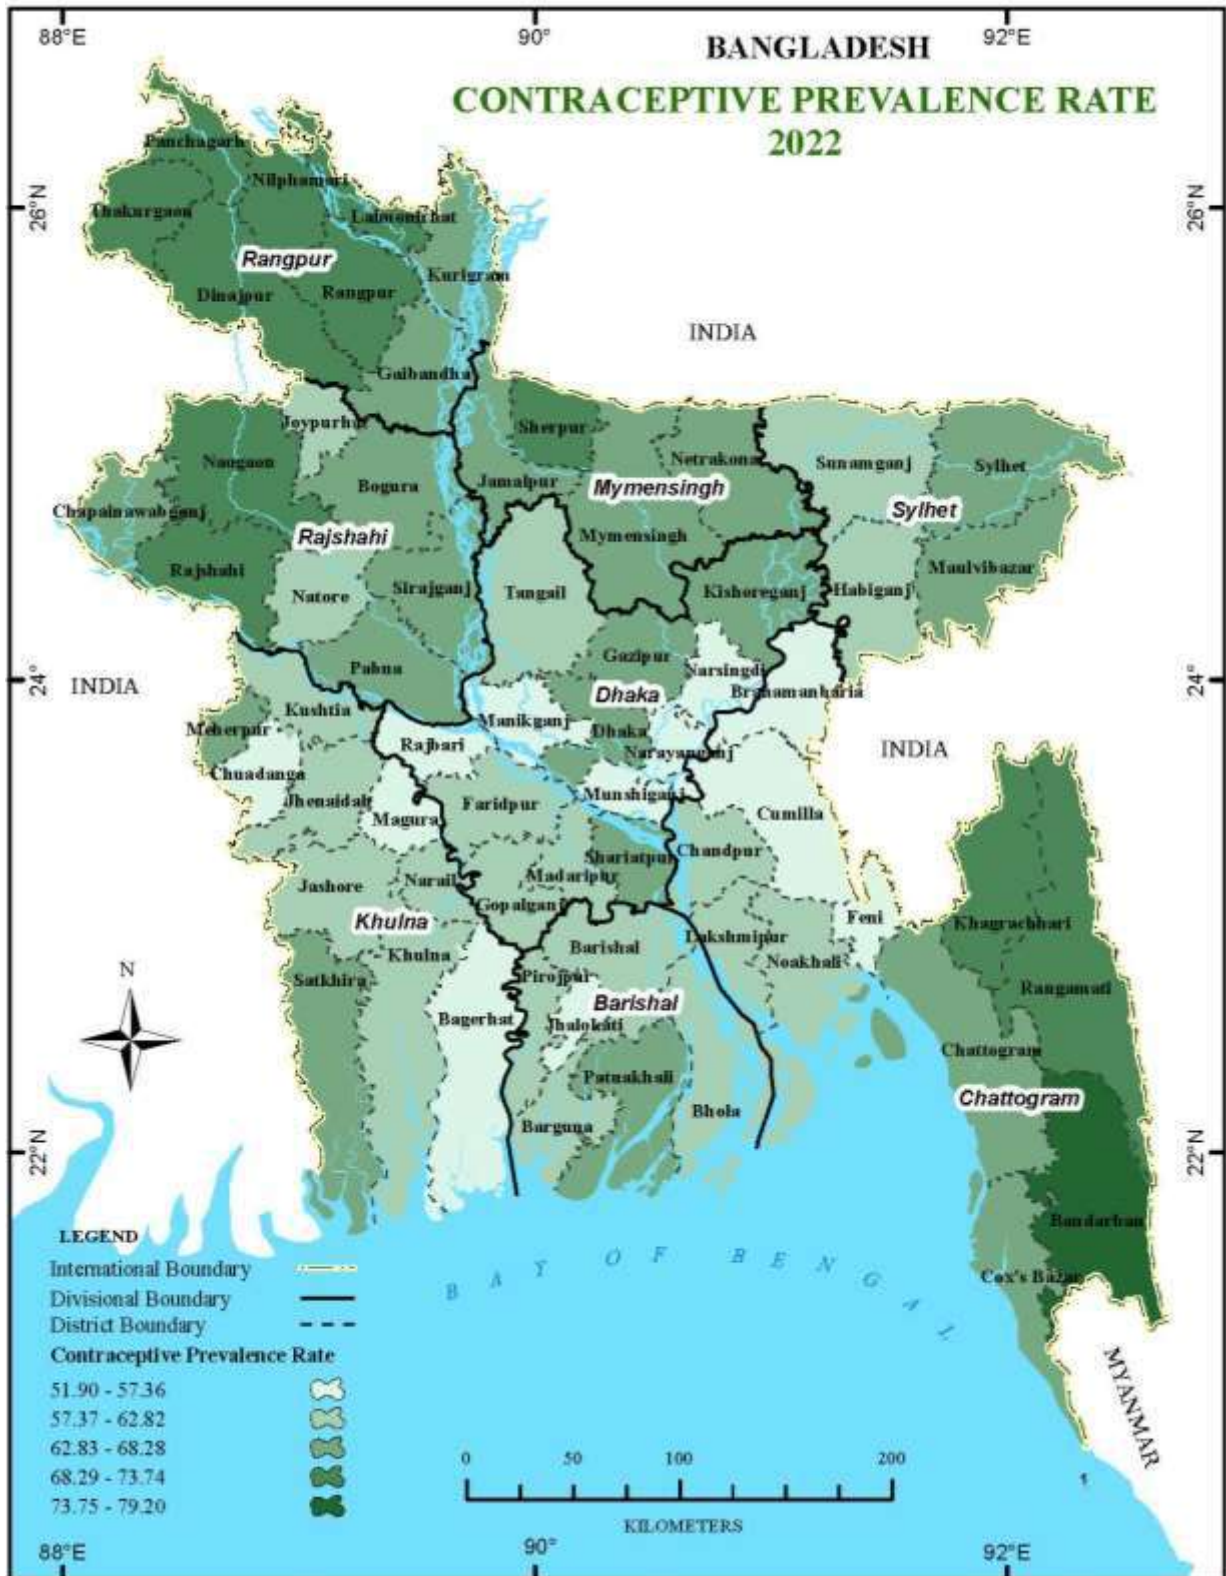 88°E
90°
92°E
BANGLADESH
CONTRACEPTIVE PREVALENCE RATE
2022
Panchagarh
Nilphamari
26°N
26°N
Thakurgaon
Lalmonirhat
Rangpur
Kurigram
Dinajpur
Rangpur
INDIA
Gaibandha
Joypurhat
Sherpur
Naogaon
Netrakona
Sunamganj
Sylhet
Bogura
Jamalpur
Mymensingh
Chapainawabganj
Sylhet
Rajshahi
Mymensingh
Rajshahi
Maulvibazar
Natore
Sirajganj
Tangail
Kishoreganj
Habiganj
Gazipur
Pabna
Narsingdi
24°N
INDIA
Dhaka
Branamanbaria
24°N
Kushtia
Manikganj
Meherpur
Dhaka
Rajbari
Narayanganj
INDIA
Chuadanga
Jhenaidah
Faridpur
Munshiganj
Magura
Cumilla
Shariatpur
Chandpur
Jashore
Narail
Madaripur
Gopalganj
Khulna
Feni
Khagrachhari
Khulna
Barishal
Lakshmipur
Noakhali
N
Satkhira
Pirojpur
Rangamati
Barishal
Bagerhat
Jhalokati
Chattogram
Patuakhali
Chattogram
Barguna
Bhola
22°N
22°N
Bandarban
LEGEND
International Boundary
Divisional Boundary
District Boundary
BAY OF BENGAL
Cox's Bazar
MYANMAR
Contraceptive Prevalence Rate
51.90 - 57.36
57.37 - 62.82
62.83 - 68.28
68.29 - 73.74
73.75 - 79.20
0 50 100 200
KILOMETERS
1
88°E
90°
92°E